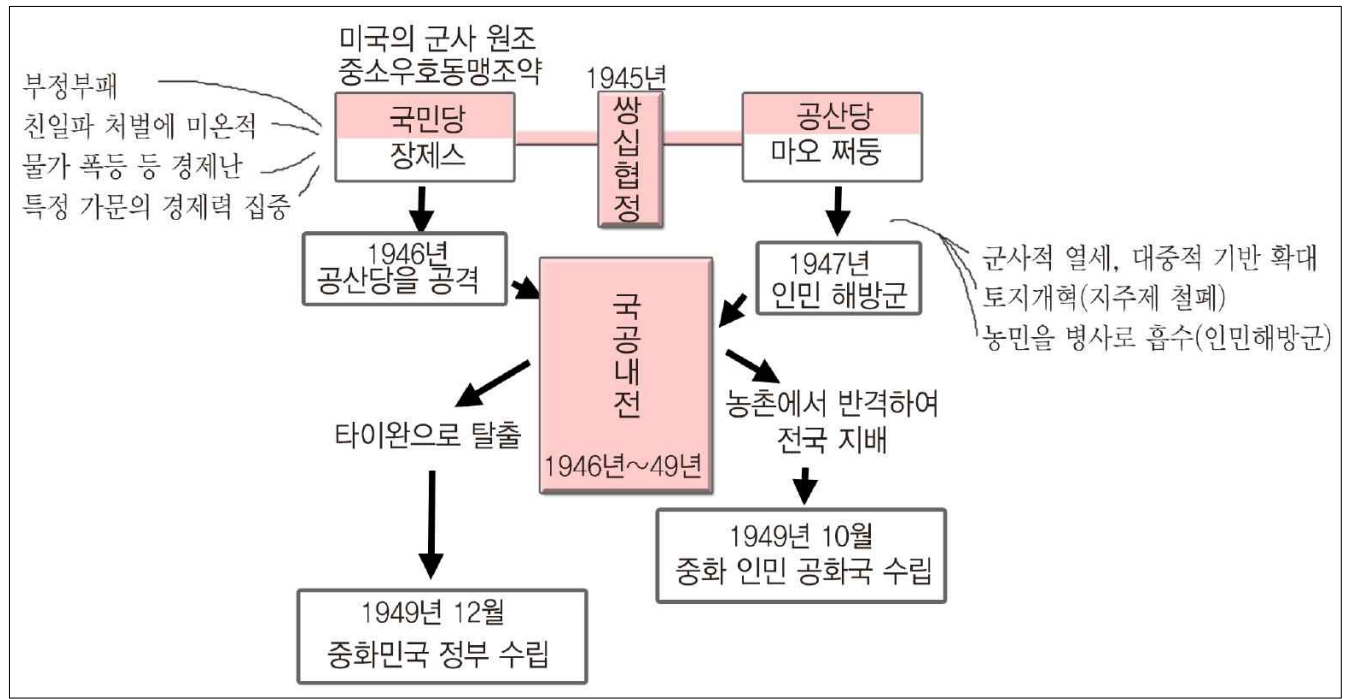 미국의 군사 원조
중소우호동맹조약
부정부패
친일파 처벌에 미온적
물가 폭등 등 경제난
특정 가문의 경제력 집중
국민당
장제스
1945년
쌍십협정
공산당
마오 쩌둥
1946년
공산당을 공격
1947년
인민 해방군
군사적 열세, 대중적 기반 확대
토지개혁(지주제 철폐)
농민을 병사로 흡수(인민해방군)
국공내전
1946년~49년
타이완으로 탈출
농촌에서 반격하여
전국 지배
1949년 10월
중화 인민 공화국 수립
1949년 12월
중화민국 정부 수립